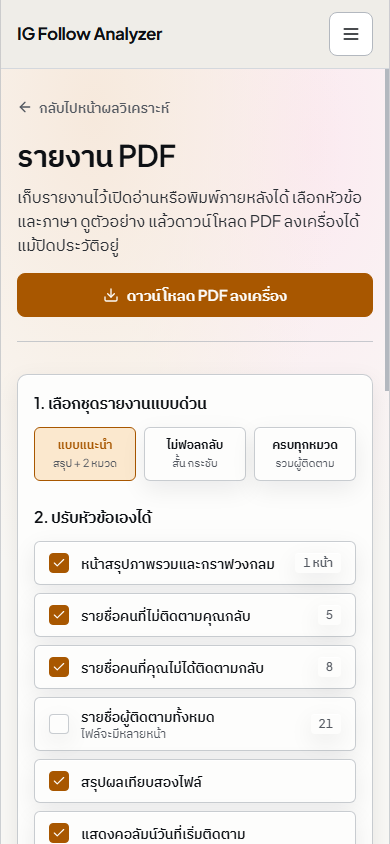 IG Follow Analyzer
กลับไปหน้าผลวิเคราะห์
รายงาน PDF
เก็บรายงานไว้เปิดอ่านหรือพิมพ์ภายหลังได้ เลือกหัวข้อ
และภาษา ดูตัวอย่าง แล้วดาวน์โหลด PDF ลงเครื่องได้
แม้ปิดประวัติอยู่
ดาวน์โหลด PDF ลงเครื่อง
1. เลือกชุดรายงานแบบด่วน
แบบแนะนำ
สรุป + 2 หมวด
ไม่ฟอลกลับ
สั้น กระชับ
ครบทุกหมวด
รวมผู้ติดตาม
2. ปรับหัวข้อเองได้
หน้าสรุปภาพรวมและกราฟวงกลม
1 หน้า
รายชื่อคนที่ไม่ติดตามคุณกลับ
5
รายชื่อคนที่คุณไม่ได้ติดตามกลับ
8
รายชื่อผู้ติดตามทั้งหมด
ไฟล์จะมีหลายหน้า
21
สรุปผลเทียบสองไฟล์
แสดงคอลัมน์วันที่เริ่มติดตาม